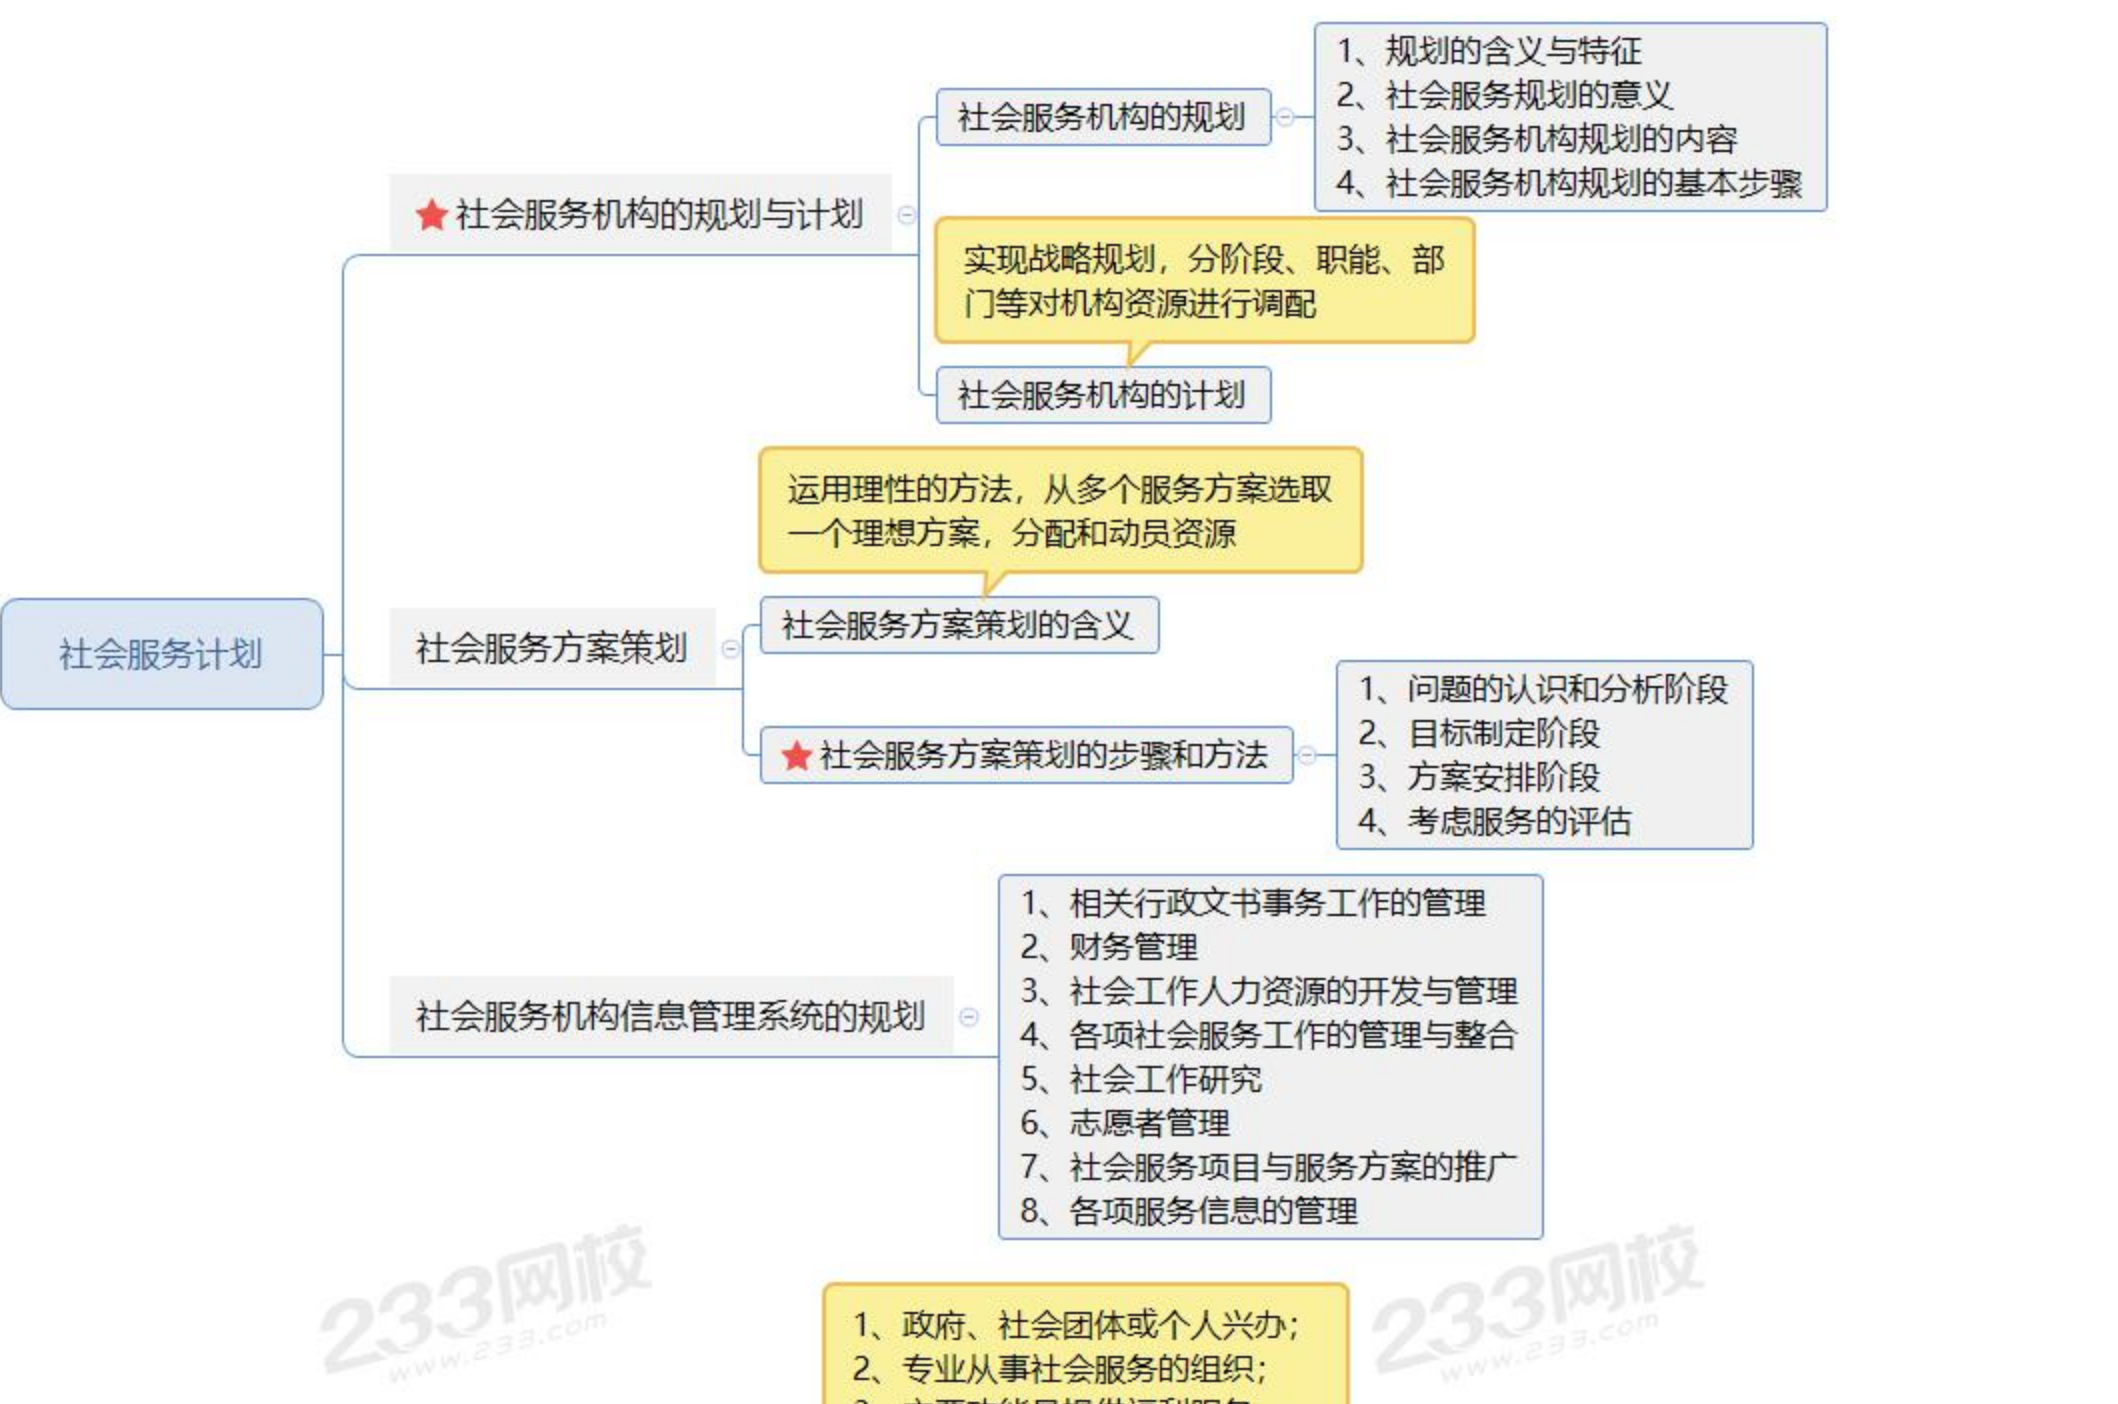 1、规划的含义与特征
2、社会服务规划的意义
3、社会服务机构规划的内容
4、社会服务机构规划的基本步骤
社会服务机构的规划
社会服务机构的规划与计划
实现战略规划，分阶段、职能、部
门等对机构资源进行调配
社会服务机构的计划
运用理性的方法，从多个服务方案选取
一个理想方案，分配和动员资源
社会服务方案策划的含义
社会服务计划
社会服务方案策划
1、问题的认识和分析阶段
2、目标制定阶段
3、方案安排阶段
4、考虑服务的评估
社会服务方案策划的步骤和方法
1、相关行政文书事务工作的管理
2、财务管理
3、社会工作人力资源的开发与管理
4、各项社会服务工作的管理与整合
5、社会工作研究
6、志愿者管理
7、社会服务项目与服务方案的推广
8、各项服务信息的管理
社会服务机构信息管理系统的规划
233网校
www.233.com
233网校
www.233.com
1、政府、社会团体或个人兴办；
2、专业从事社会服务的组织；